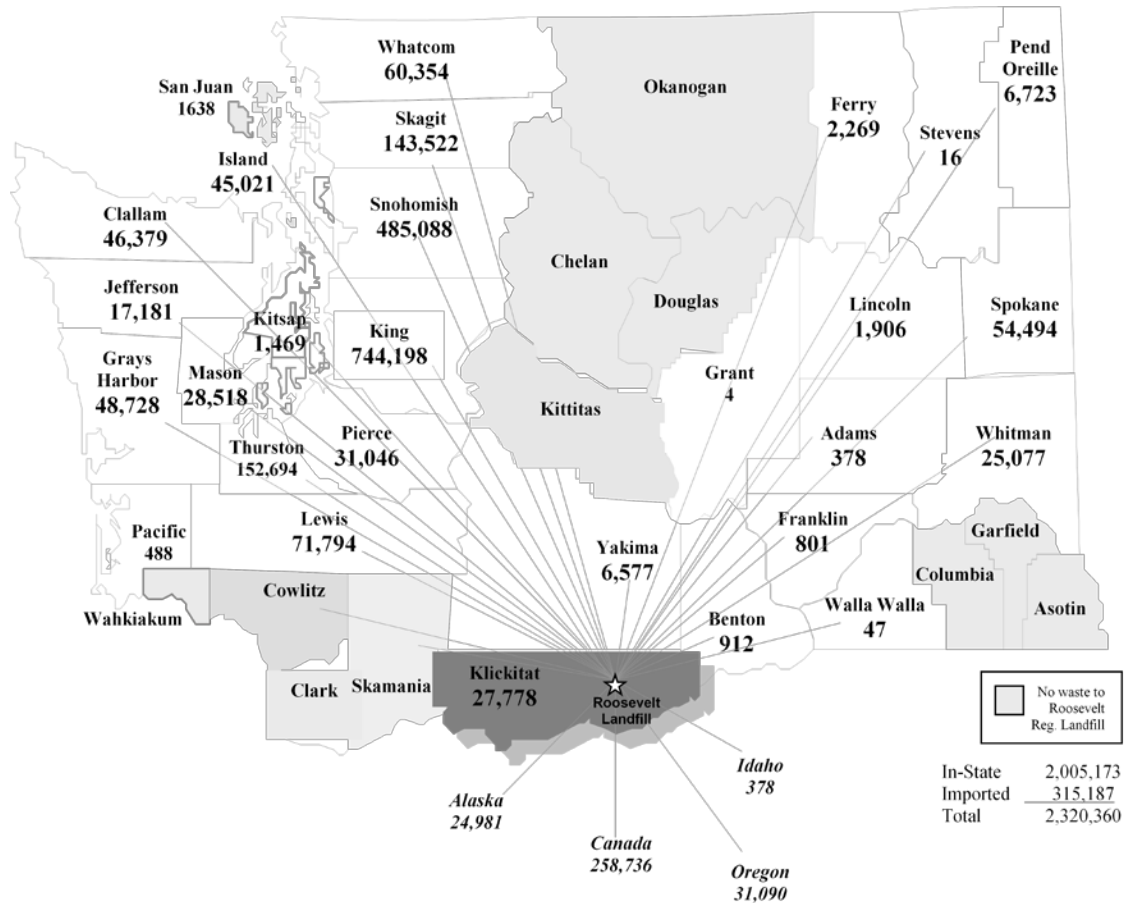 Whatcom
60,354
San Juan
1638
Skagit
143,522
Island
45,021
Okanogan
Ferry
2,269
Stevens
16
Pend
Oreille
6,723
Clallam
46,379
Snohomish
485,088
Chelan
Douglas
Jefferson
17,181
Kitsap
1,469
King
744,198
Lincoln
1,906
Spokane
54,494
Grays
Harbor
48,728
Mason
28,518
Grant
4
Kittitas
Thurston
152,694
Pierce
31,046
Adams
378
Whitman
25,077
Pacific
488
Lewis
71,794
Yakima
6,577
Franklin
801
Garfield
Columbia
Asotin
Wahkiakum
Cowlitz
Benton
912
Walla Walla
47
Clark
Skamania
Klickitat
27,778
Roosevelt
Landfill
No waste to
Roosevelt
Reg. Landfill
Idaho
378
Alaska
24,981
Canada
258,736
Oregon
31,090
In-State 2,005,173
Imported 315,187
Total 2,320,360